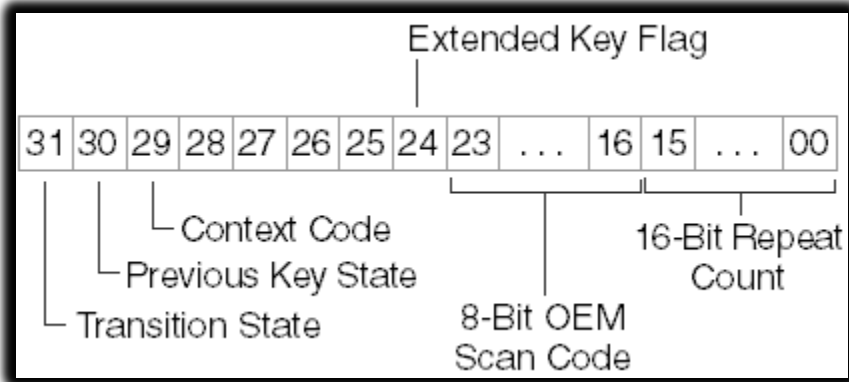 Extended Key Flag
31 30 29 28 27 26 25 24 23 ... 16 15 ... 00
Context Code
16-Bit Repeat
Previous Key State
Count
Transition State
8-Bit OEM
Scan Code